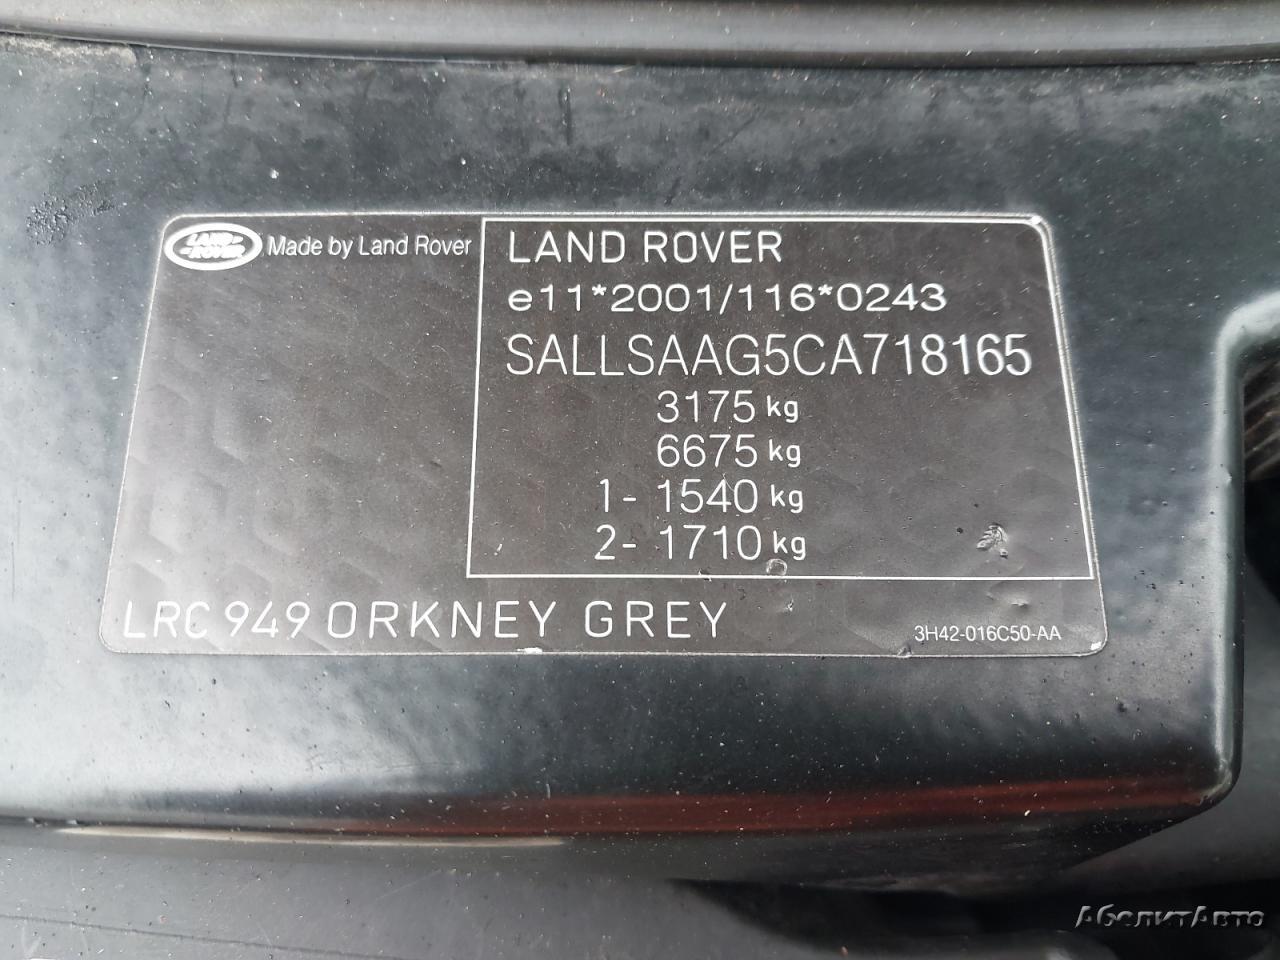 LAND-
-ROVER
Made by Land Rover
LAND ROVER
e11*2001/116*0243
SALLSAAG5CA718165
3175 kg
6675 kg
1- 1540 kg
2- 1710 kg
LRC 949 ORKNEY GREY
3H42-016C50-AA
АболитАвто